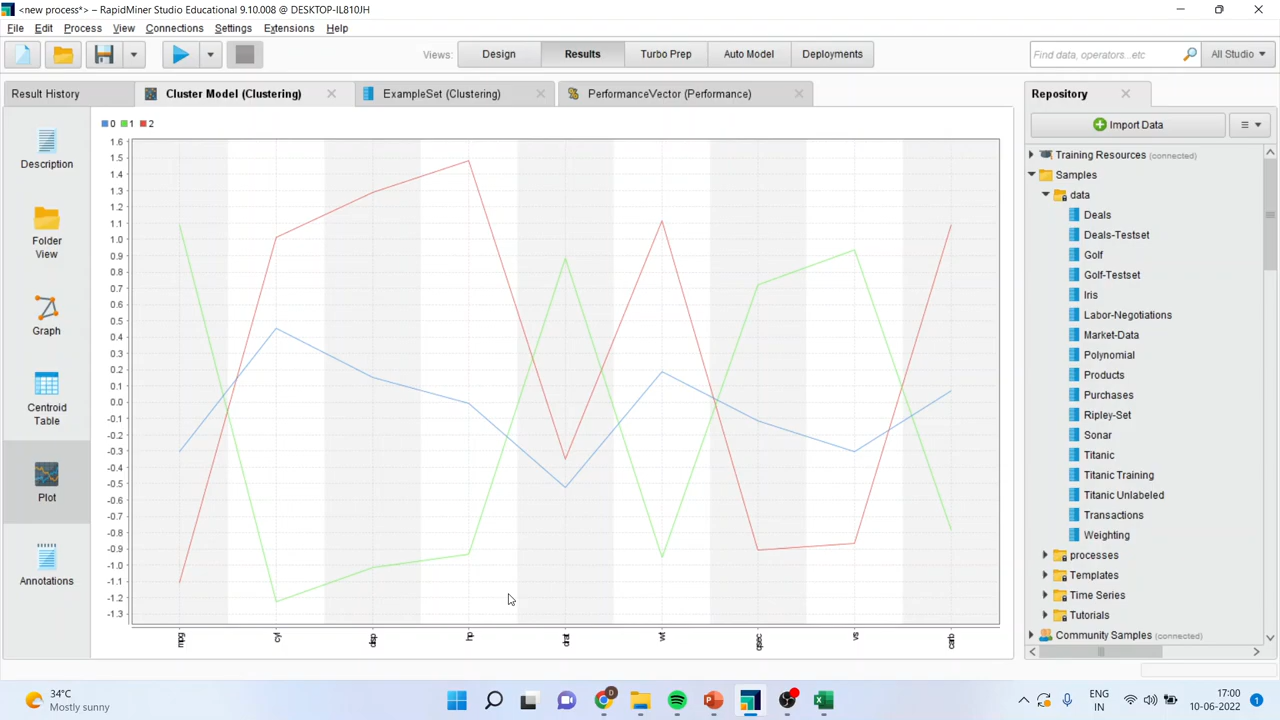 <new process*> – RapidMiner Studio Educational 9.10.008 @ DESKTOP-IL810JH
File Edit Process View Connections Settings Extensions Help
Views: Design Results Turbo Prep Auto Model Deployments
Find data, operators...etc
All Studio
Result History
Cluster Model (Clustering)
ExampleSet (Clustering)
PerformanceVector (Performance)
Repository
Import Data
Description
Folder
View
Graph
Centroid
Table
Plot
Annotations
0 1 2
1.6
1.5
1.4
1.3
1.2
1.1
1.0
0.9
0.8
0.7
0.6
0.5
0.4
0.3
0.2
0.1
0.0
-0.1
-0.2
-0.3
-0.4
-0.5
-0.6
-0.7
-0.8
-0.9
-1.0
-1.1
-1.2
-1.3
mpg cyl disp hp drat wt qsec vs carb
Training Resources (connected)
Samples
data
Deals
Deals-Testset
Golf
Golf-Testset
Iris
Labor-Negotiations
Market-Data
Polynomial
Products
Purchases
Ripley-Set
Sonar
Titanic
Titanic Training
Titanic Unlabeled
Transactions
Weighting
processes
Templates
Time Series
Tutorials
Community Samples (connected)
34°C
Mostly sunny
ENG
IN
17:00
10-06-2022
1